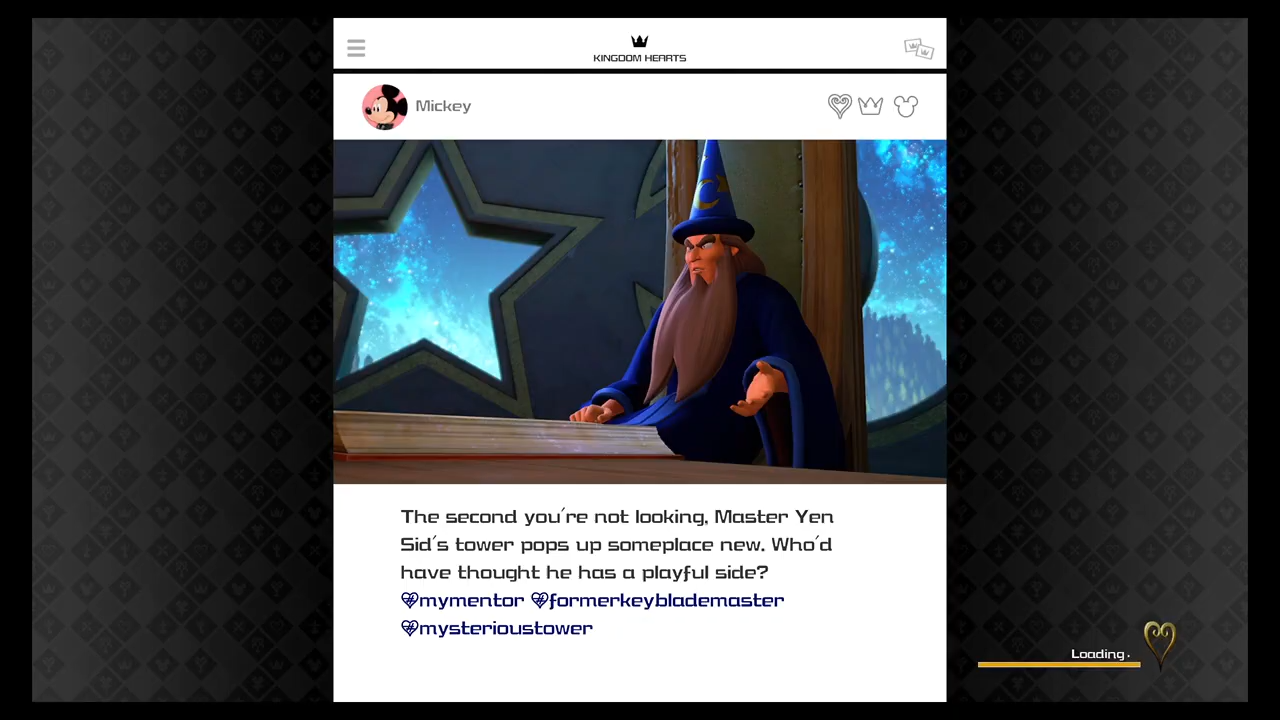 KINGDOM HEARTS
Mickey
The second you're not looking, Master Yen
Sid's tower pops up someplace new. Who'd
have thought he has a playful side?
#mymentor #formerkeyblademaster
#mysterioustower
Loading.